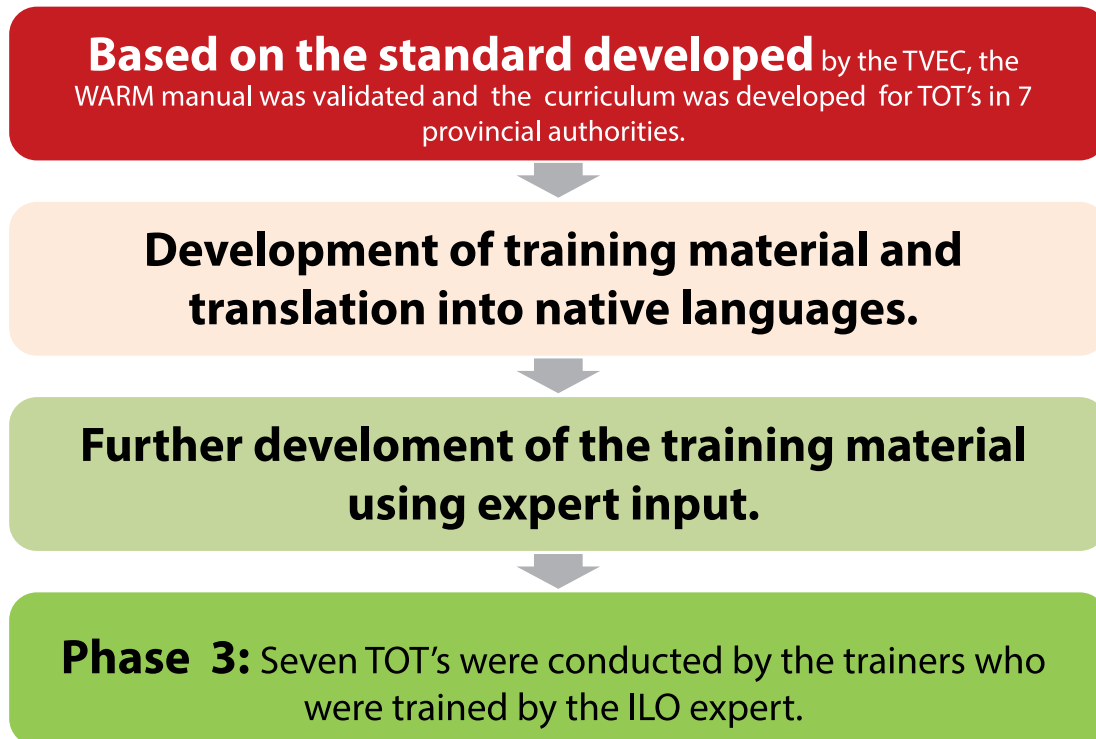 Based on the standard developed by the TVEC, the
WARM manual was validated and the curriculum was developed for TOT's in 7
provincial authorities.
Development of training material and
translation into native languages.
Further develoment of the training material
using expert input.
Phase 3: Seven TOT's were conducted by the trainers who
were trained by the ILO expert.